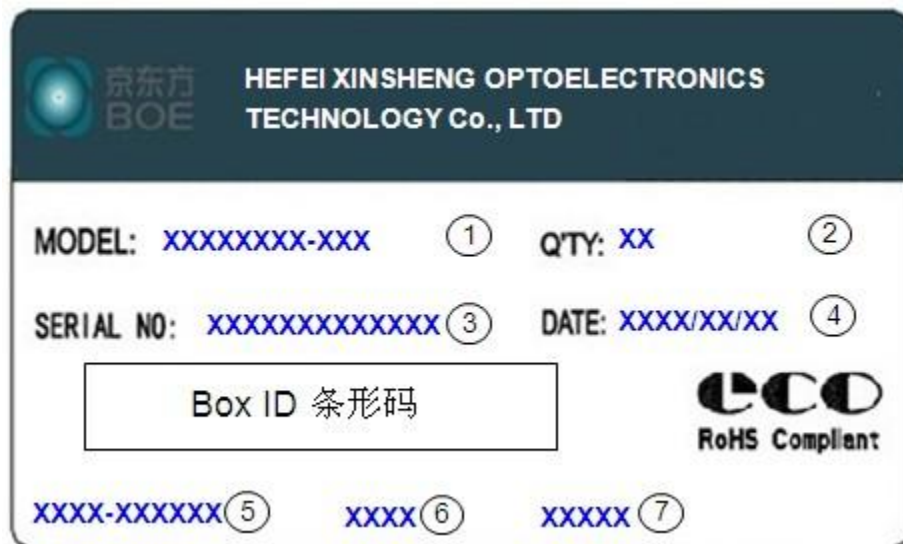 京东方
BOE
HEFEI XINSHENG OPTOELECTRONICS
TECHNOLOGY Co., LTD
MODEL: XXXXXXXX-XXX ① Q'TY: XX ②
SERIAL NO: XXXXXXXXXXXXX ③ DATE: XXXX/XX/XX ④
Box ID 条形码
eco
RoHS Compliant
XXXX-XXXXXX ⑤ XXXX ⑥ XXXXX ⑦